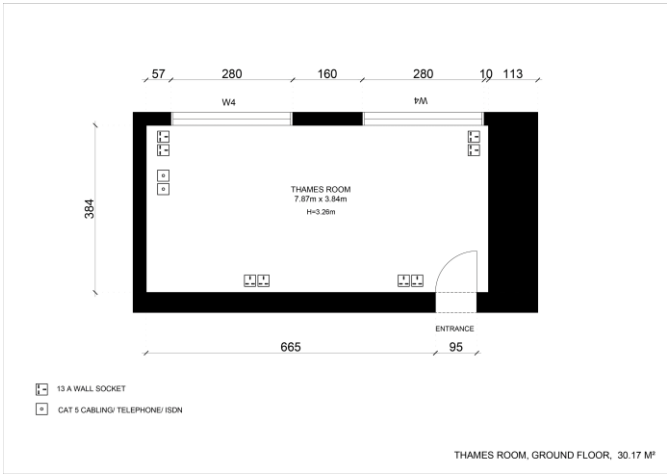 57 280 160 280 10 113
W4 W4
384
THAMES ROOM
7.87m x 3.84m
H=3.26m
ENTRANCE
665 95
13 A WALL SOCKET
CAT 5 CABLING/ TELEPHONE/ ISDN
THAMES ROOM, GROUND FLOOR, 30.17 M²